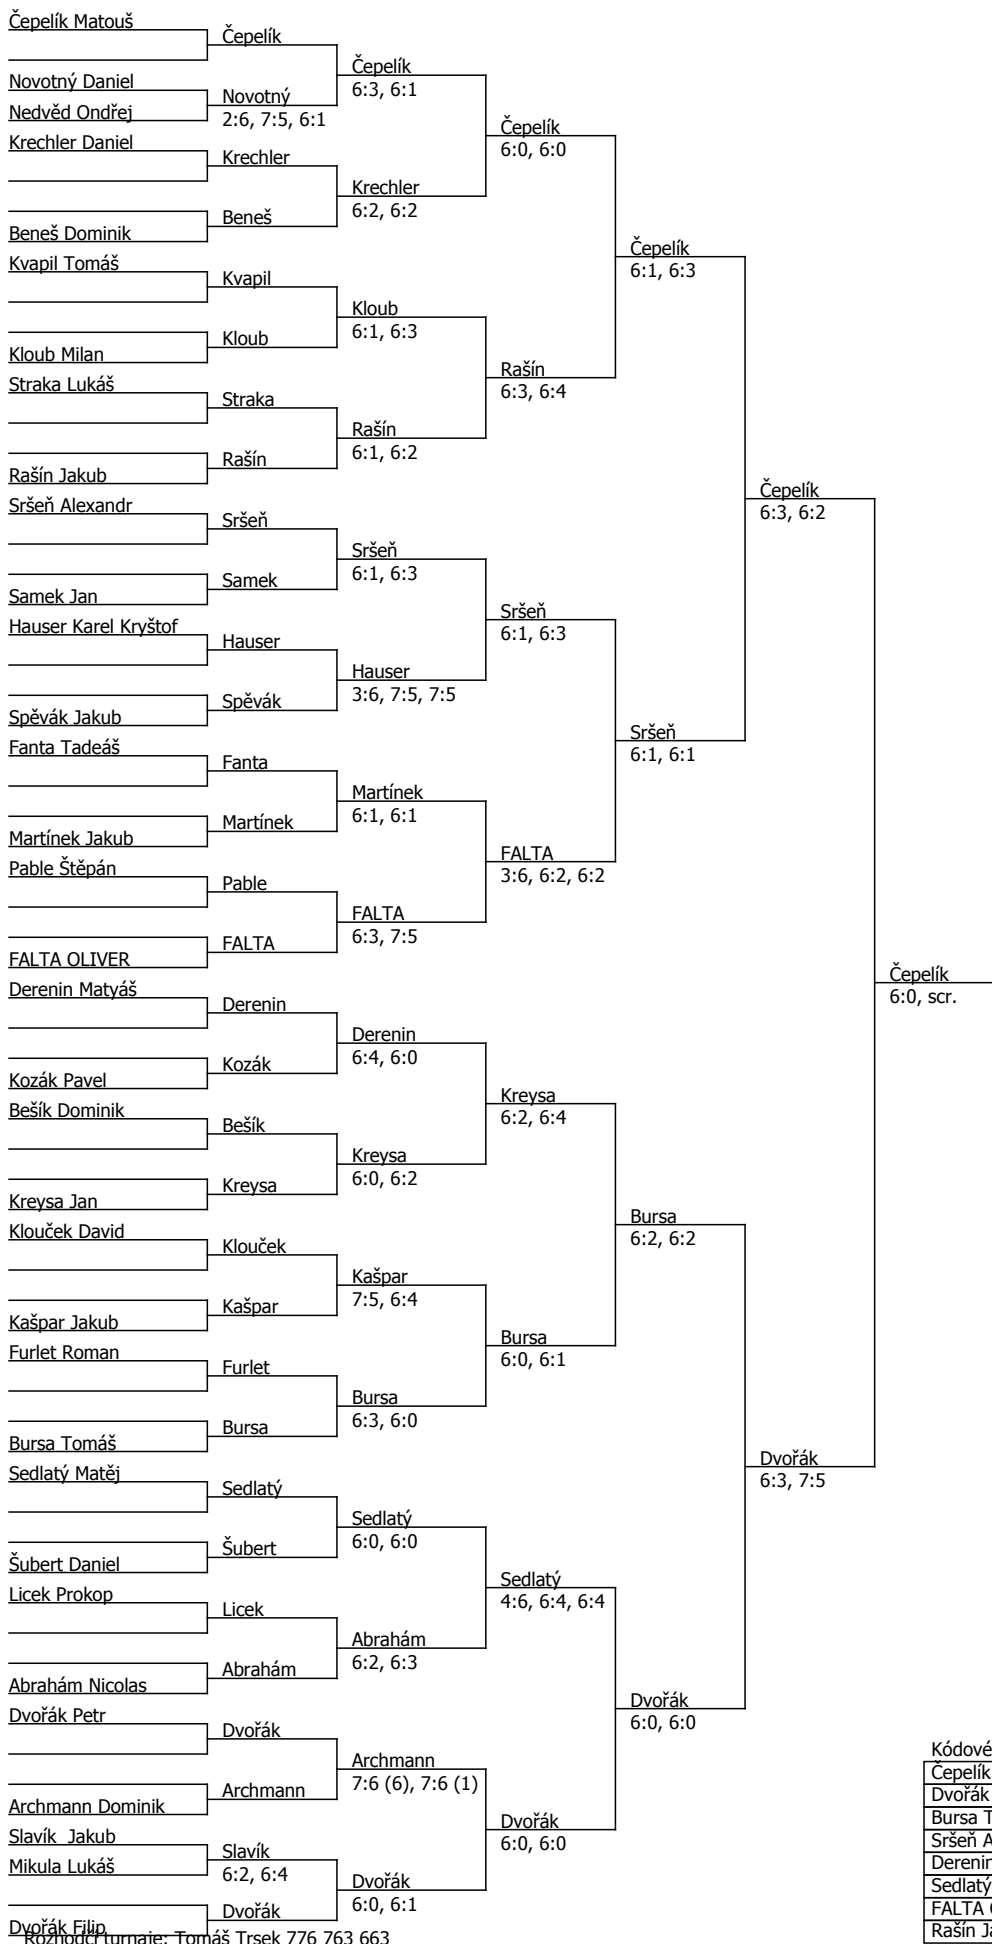 Čepelík Matouš
Čepelík
Čepelík
6:3, 6:1
Novotný Daniel
Novotný
2:6, 7:5, 6:1
Nedvěd Ondřej
Čepelík
6:0, 6:0
Krechler Daniel
Krechler
Krechler
6:2, 6:2
Beneš
Beneš Dominik
Čepelík
6:1, 6:3
Kvapil Tomáš
Kvapil
Kloub
6:1, 6:3
Kloub
Kloub Milan
Rašín
6:3, 6:4
Straka Lukáš
Straka
Rašín
6:1, 6:2
Rašín
Rašín Jakub
Čepelík
6:3, 6:2
Sršeň Alexandr
Sršeň
Sršeň
6:1, 6:3
Samek
Samek Jan
Sršeň
6:1, 6:3
Hauser Karel Kryštof
Hauser
Hauser
3:6, 7:5, 7:5
Spěvák
Spěvák Jakub
Sršeň
6:1, 6:1
Fanta Tadeáš
Fanta
Martínek
6:1, 6:1
Martínek
Martínek Jakub
FALTA
3:6, 6:2, 6:2
Pable Štěpán
Pable
FALTA
6:3, 7:5
FALTA
FALTA OLIVER
Čepelík
6:0, scr.
Derenin Matyáš
Derenin
Derenin
6:4, 6:0
Kozák
Kozák Pavel
Kreysa
6:2, 6:4
Bešík Dominik
Bešík
Kreysa
6:0, 6:2
Kreysa
Kreysa Jan
Bursa
6:2, 6:2
Klouček David
Klouček
Kašpar
7:5, 6:4
Kašpar
Kašpar Jakub
Bursa
6:0, 6:1
Furlet Roman
Furlet
Bursa
6:3, 6:0
Bursa
Bursa Tomáš
Dvořák
6:3, 7:5
Sedlatý Matěj
Sedlatý
Sedlatý
6:0, 6:0
Šubert
Šubert Daniel
Sedlatý
4:6, 6:4, 6:4
Licek Prokop
Licek
Abrahám
6:2, 6:3
Abrahám
Abrahám Nicolas
Dvořák
6:0, 6:0
Dvořák Petr
Dvořák
Archmann
7:6 (6), 7:6 (1)
Archmann
Archmann Dominik
Dvořák
6:0, 6:0
Slavík  Jakub
Slavík
6:2, 6:4
Mikula Lukáš
Dvořák
6:0, 6:1
Dvořák
Dvořák Filip
Rozhodčí turnaje: Tomáš Trsek 776 763 663
Kódové
Čepelík
Dvořák
Bursa T
Sršeň A
Derenin
Sedlatý
FALTA
Rašín Ja